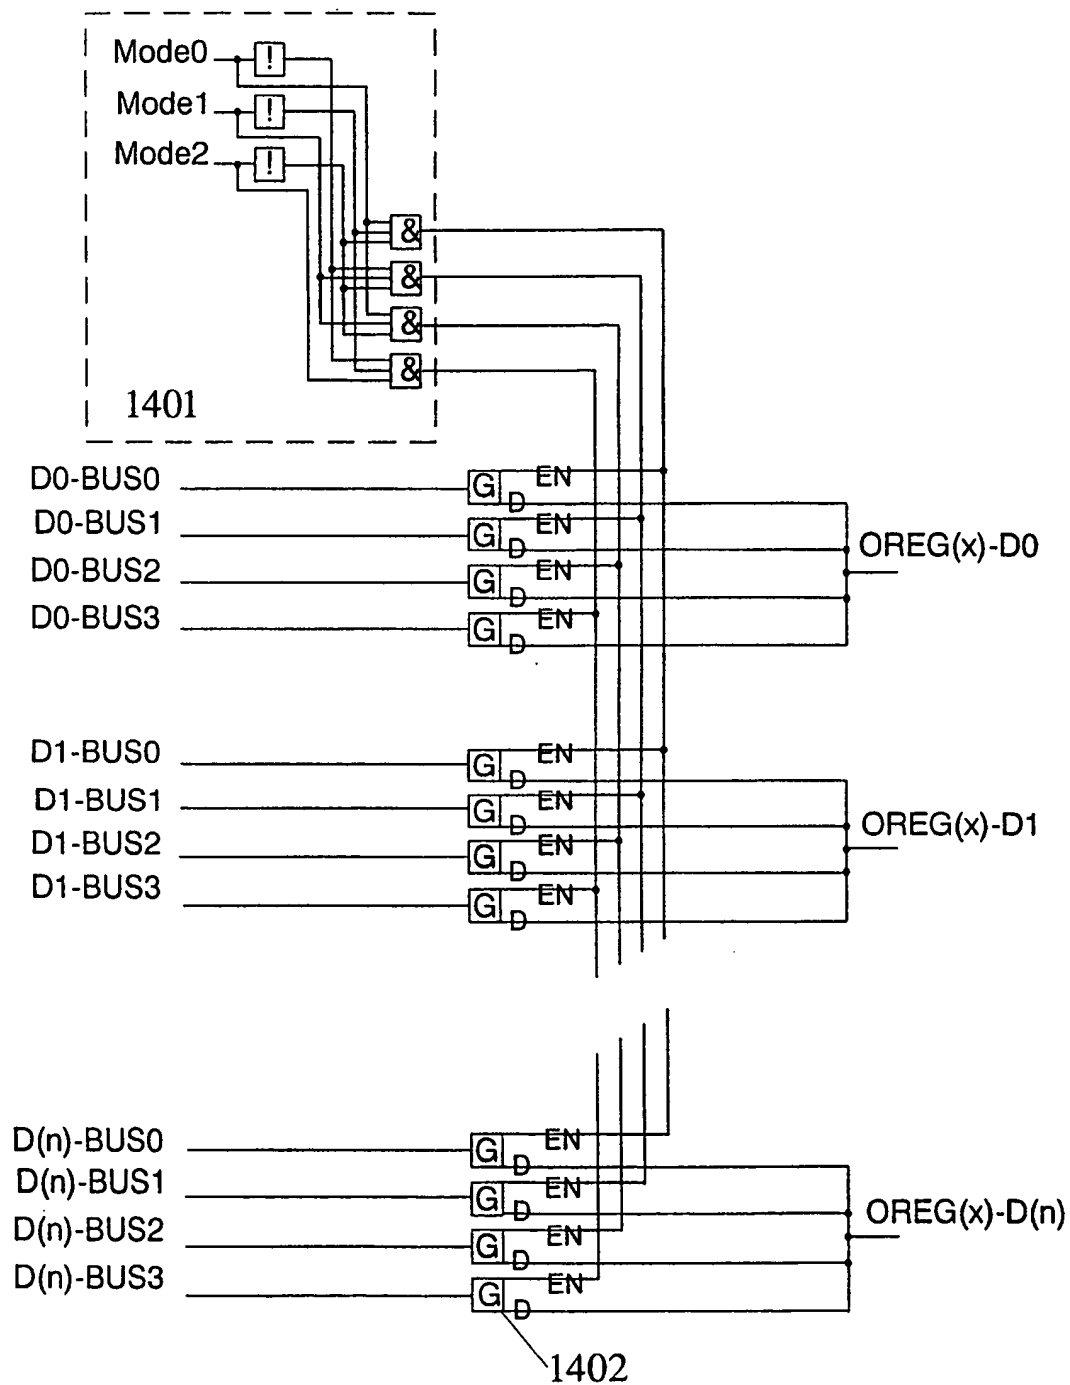 Mode0 !
Mode1 !
Mode2 !
&
&
&
&
1401
D0-BUS0 G EN D
D0-BUS1 G EN D
D0-BUS2 G EN D
D0-BUS3 G EN D
OREG(x)-D0
D1-BUS0 G EN D
D1-BUS1 G EN D
D1-BUS2 G EN D
D1-BUS3 G EN D
OREG(x)-D1
D(n)-BUS0 G EN D
D(n)-BUS1 G EN D
D(n)-BUS2 G EN D
D(n)-BUS3 G EN D
OREG(x)-D(n)
1402